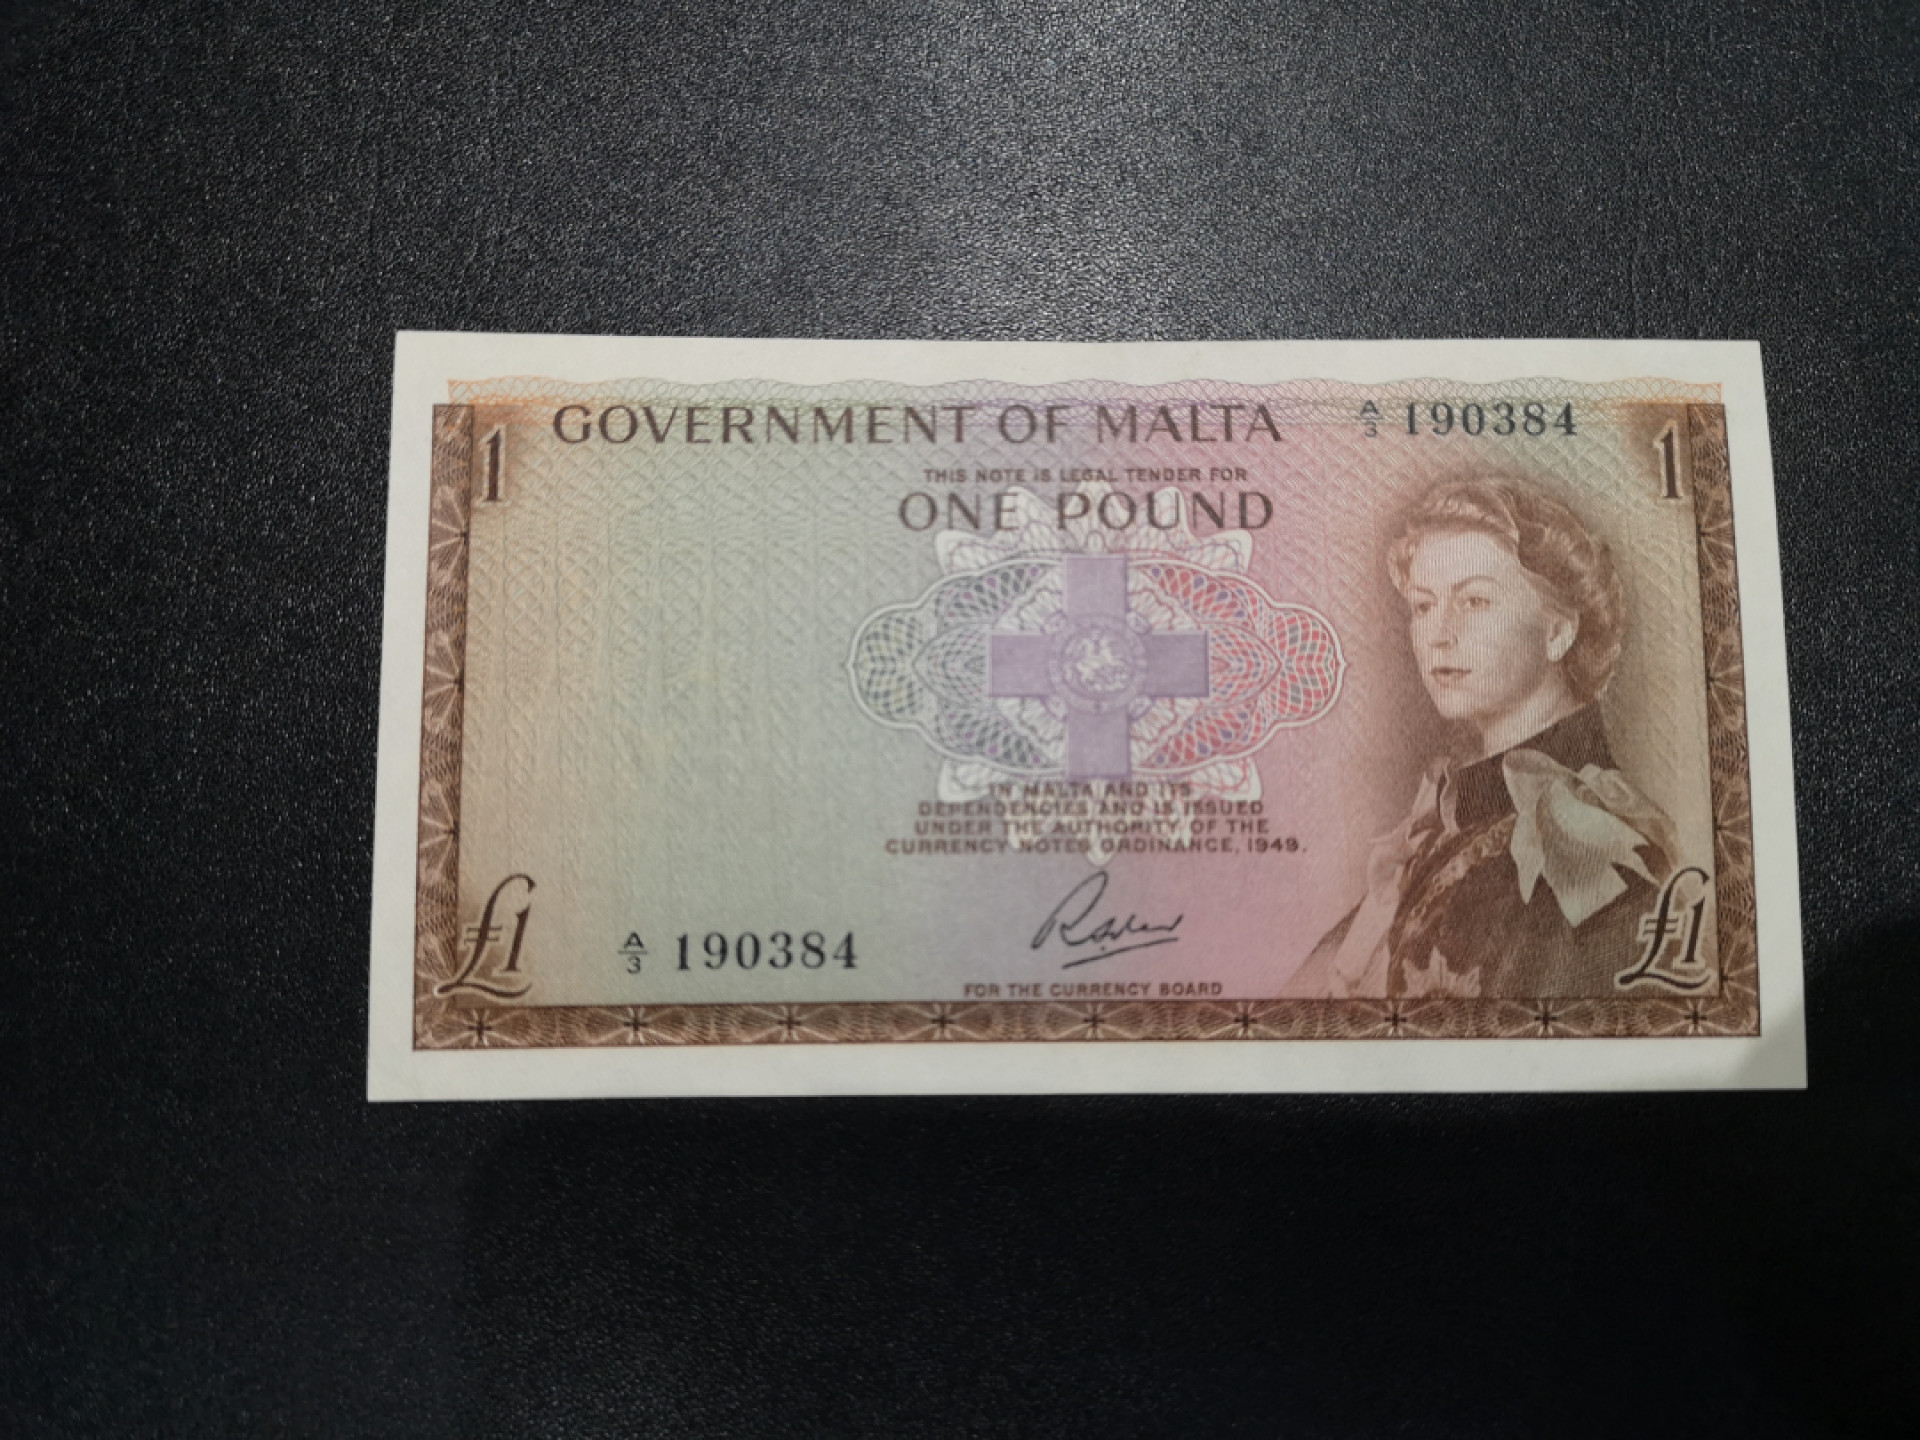 GOVERNMENT OF MALTA
A/3 190384
1
1
THIS NOTE IS LEGAL TENDER FOR
ONE POUND
IN MALTA AND ITS
DEPENDENCIES AND IS ISSUED
UNDER THE AUTHORITY OF THE
CURRENCY NOTES ORDINANCE, 1949.
£1
A/3 190384
FOR THE CURRENCY BOARD
£1